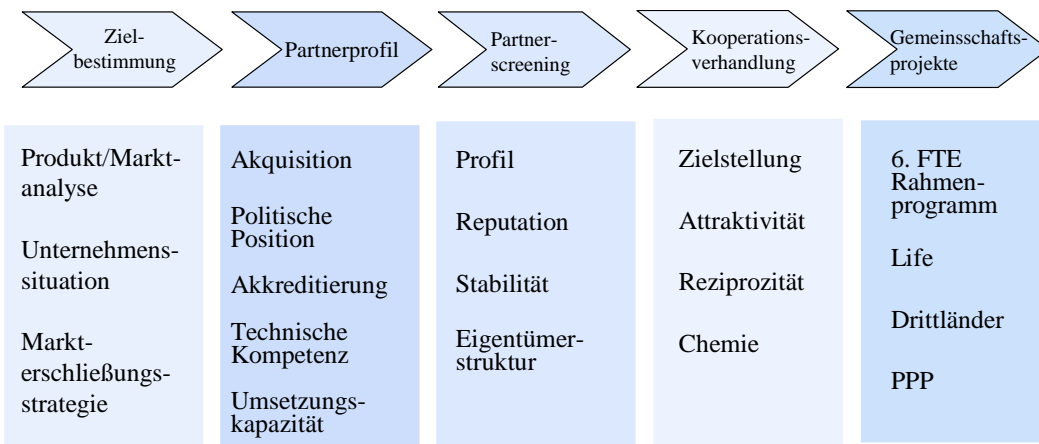 Ziel-
bestimmung
Partnerprofil
Partner-
screening
Kooperations-
verhandlung
Gemeinsschafts-
projekte
Produkt/Markt-
analyse
Unternehmens-
situation
Markt-
erschließungs-
strategie
Akquisition
Politische
Position
Akkreditierung
Technische
Kompetenz
Umsetzungs-
kapazität
Profil
Reputation
Stabilität
Eigentümer-
struktur
Zielstellung
Attraktivität
Reziprozität
Chemie
6. FTE
Rahmen-
programm
Life
Drittländer
PPP